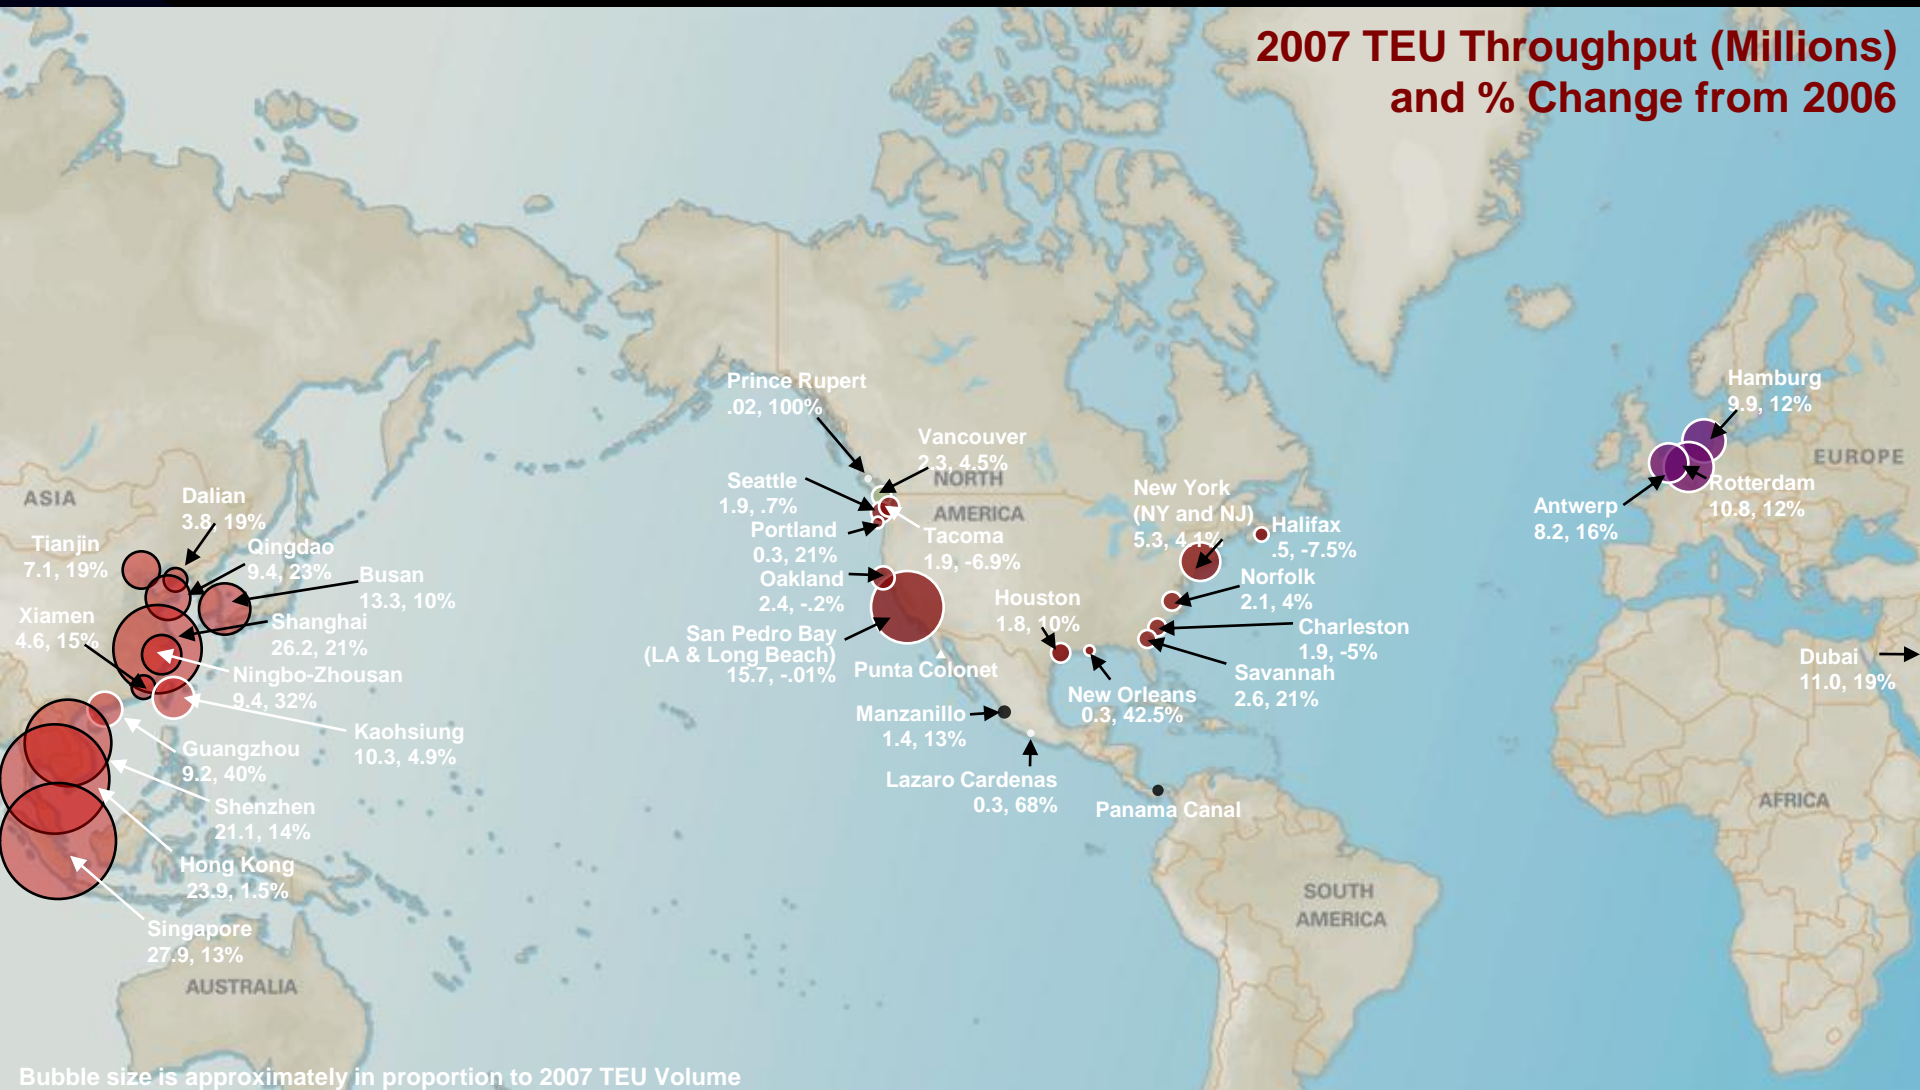 2007 TEU Throughput (Millions)
and % Change from 2006
Prince Rupert
.02, 100%
Vancouver
2.3, 4.5%
Seattle
1.9, .7%
Portland
0.3, 21%
Tacoma
1.9, -6.9%
Oakland
2.4, -.2%
San Pedro Bay
(LA & Long Beach)
15.7, -.01%
Punta Colonet
Manzanillo
1.4, 13%
Lazaro Cardenas
0.3, 68%
Panama Canal
Houston
1.8, 10%
New Orleans
0.3, 42.5%
New York
(NY and NJ)
5.3, 4.1%
Halifax
.5, -7.5%
Norfolk
2.1, 4%
Charleston
1.9, -5%
Savannah
2.6, 21%
NORTH
AMERICA
SOUTH
AMERICA
Hamburg
9.9, 12%
EUROPE
Rotterdam
10.8, 12%
Antwerp
8.2, 16%
Dubai
11.0, 19%
AFRICA
ASIA
Dalian
3.8, 19%
Tianjin
7.1, 19%
Qingdao
9.4, 23%
Busan
13.3, 10%
Xiamen
4.6, 15%
Shanghai
26.2, 21%
Ningbo-Zhousan
9.4, 32%
Kaohsiung
10.3, 4.9%
Guangzhou
9.2, 40%
Shenzhen
21.1, 14%
Hong Kong
23.9, 1.5%
Singapore
27.9, 13%
AUSTRALIA
Bubble size is approximately in proportion to 2007 TEU Volume